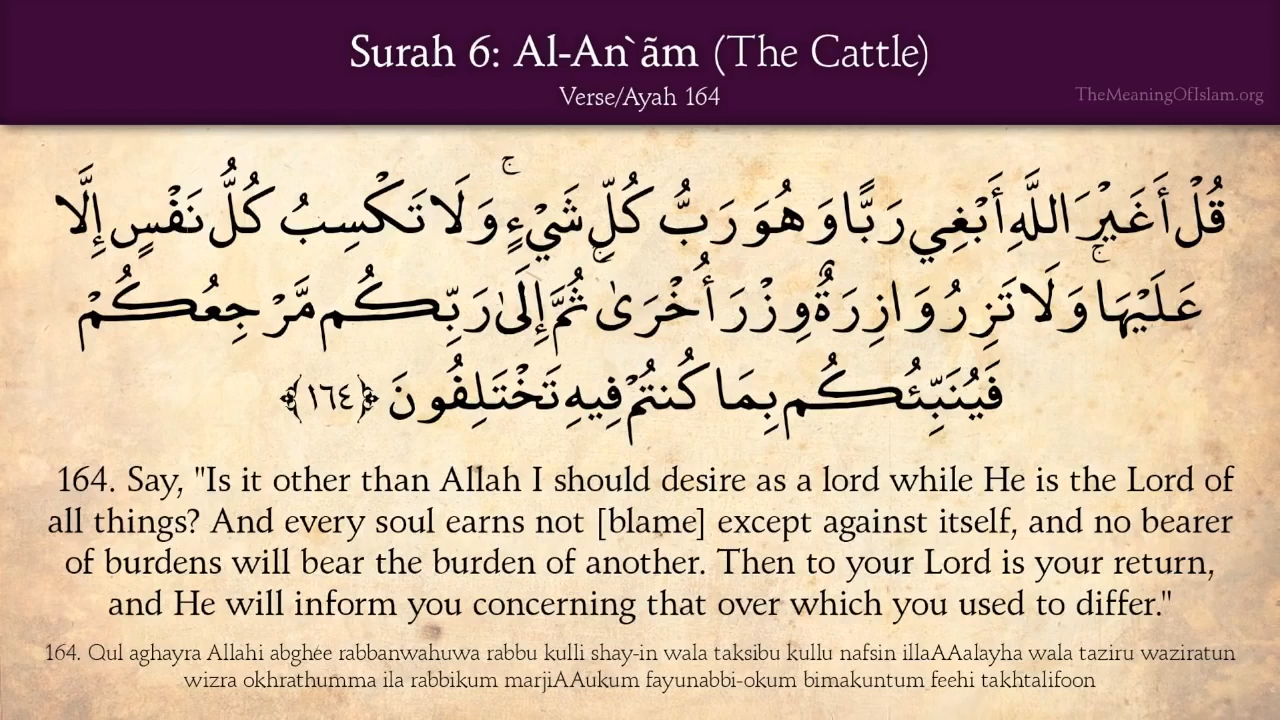 Surah 6: Al-An`ãm (The Cattle)
Verse/Ayah 164
TheMeaningOfIslam.org
قُلْ أَغَيْرَ اللَّهِ أَبْغِي رَبًّا وَهُوَ رَبُّ كُلِّ شَيْءٍ ۚ وَلَا تَكْسِبُ كُلُّ نَفْسٍ إِلَّا
عَلَيْهَا ۚ وَلَا تَزِرُ وَازِرَةٌ وِزْرَ أُخْرَىٰ ۚ ثُمَّ إِلَىٰ رَبِّكُم مَّرْجِعُكُمْ
فَيُنَبِّئُكُم بِمَا كُنتُمْ فِيهِ تَخْتَلِفُونَ ﴿١٦٤﴾
164. Say, "Is it other than Allah I should desire as a lord while He is the Lord of
all things? And every soul earns not [blame] except against itself, and no bearer
of burdens will bear the burden of another. Then to your Lord is your return,
and He will inform you concerning that over which you used to differ."
164. Qul aghayra Allahi abghee rabbanwahuwa rabbu kulli shay-in wala taksibu kullu nafsin illaAAalayha wala taziru waziratun
wizra okhrathumma ila rabbikum marjiAAukum fayunabbi-okum bimakuntum feehi takhtalifoon